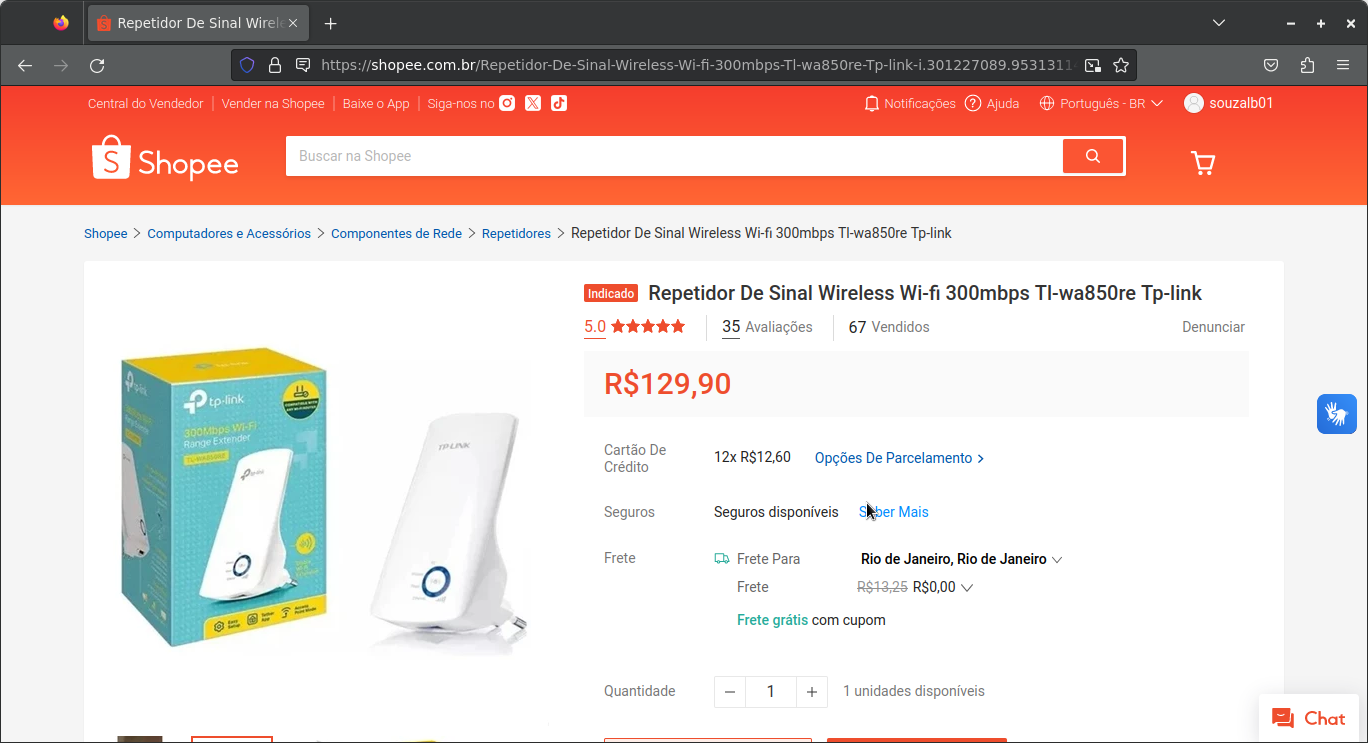 Repetidor De Sinal Wirele
https://shopee.com.br/Repetidor-De-Sinal-Wireless-Wi-fi-300mbps-Tl-wa850re-Tp-link-i.301227089.9531311
Central do Vendedor Vender na Shopee Baixe o App Siga-nos no Notificações Ajuda Português - BR souzalb01
Shopee Buscar na Shopee
Shopee > Computadores e Acessórios > Componentes de Rede > Repetidores > Repetidor De Sinal Wireless Wi-fi 300mbps Tl-wa850re Tp-link
Indicado Repetidor De Sinal Wireless Wi-fi 300mbps Tl-wa850re Tp-link
5.0 35 Avaliações 67 Vendidos Denunciar
R$129,90
tp-link
300Mbps Wi-Fi
Range Extender
TP-LINK
Cartão De Crédito 12x R$12,60 Opções De Parcelamento >
Seguros Seguros disponíveis Saber Mais
Frete Frete Para Rio de Janeiro, Rio de Janeiro
Frete R$13,25 R$0,00
Frete grátis com cupom
Quantidade − 1 + 1 unidades disponíveis
Chat